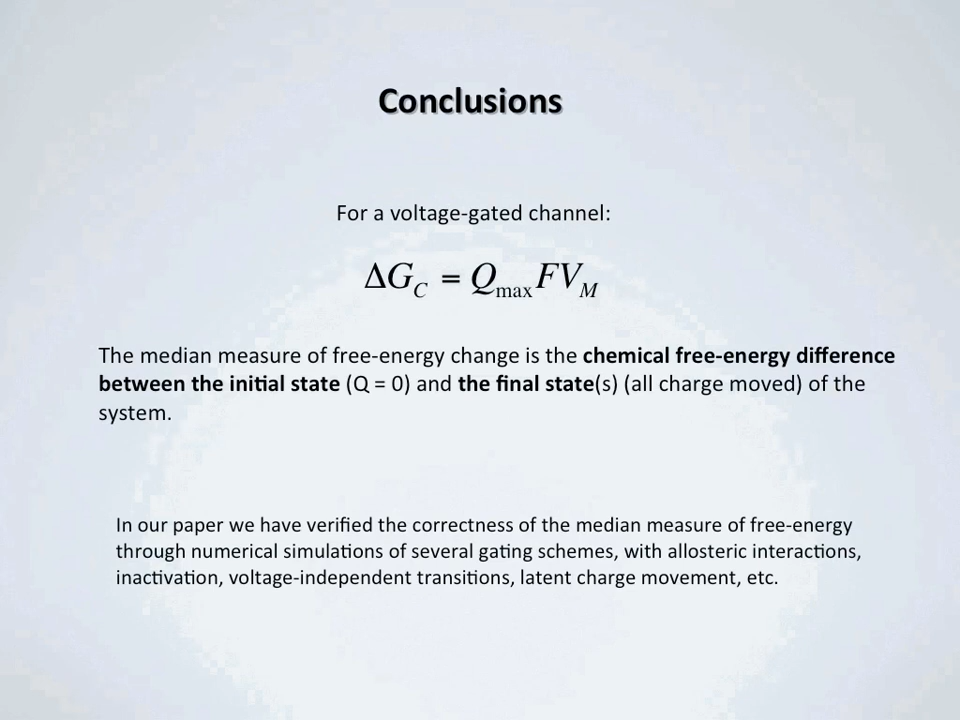 Conclusions
For a voltage-gated channel:
ΔG_C = Q_max FV_M
The median measure of free-energy change is the chemical free-energy difference
between the initial state (Q = 0) and the final state(s) (all charge moved) of the
system.
In our paper we have verified the correctness of the median measure of free-energy
through numerical simulations of several gating schemes, with allosteric interactions,
inactivation, voltage-independent transitions, latent charge movement, etc.